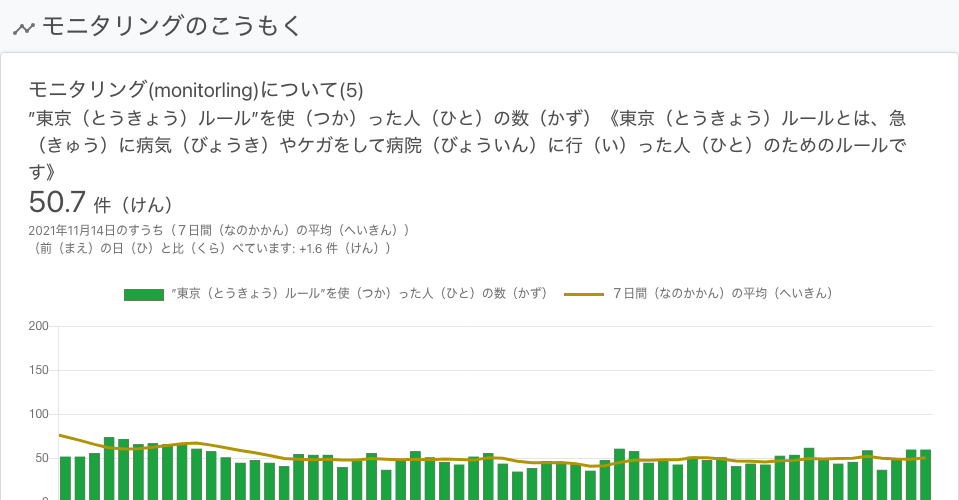 モニタリングのこうもく
モニタリング(monitorling)について(5)
”東京（とうきょう）ルール”を使（つか）った人（ひと）の数（かず）《東京（とうきょう）ルールとは、急
（きゅう）に病気（びょうき）やケガをして病院（びょういん）に行（い）った人（ひと）のためのルールで
す》
50.7 件（けん）
2021年11月14日のすうち（７日間（なのかかん）の平均（へいきん））
（前（まえ）の日（ひ）と比（くら）べています: +1.6 件（けん））
”東京（とうきょう）ルール”を使（つか）った人（ひと）の数（かず） ７日間（なのかかん）の平均（へいきん）
200
150
100
50
0